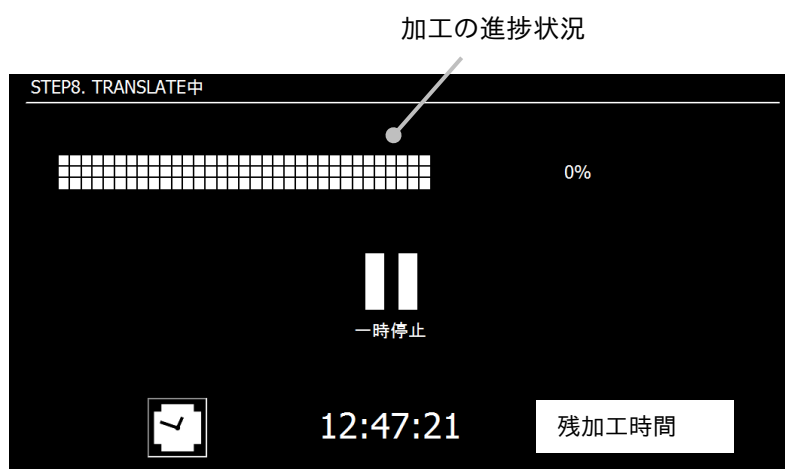 加工の進捗状況
STEP8. TRANSLATE中
0%
一時停止
12:47:21
残加工時間